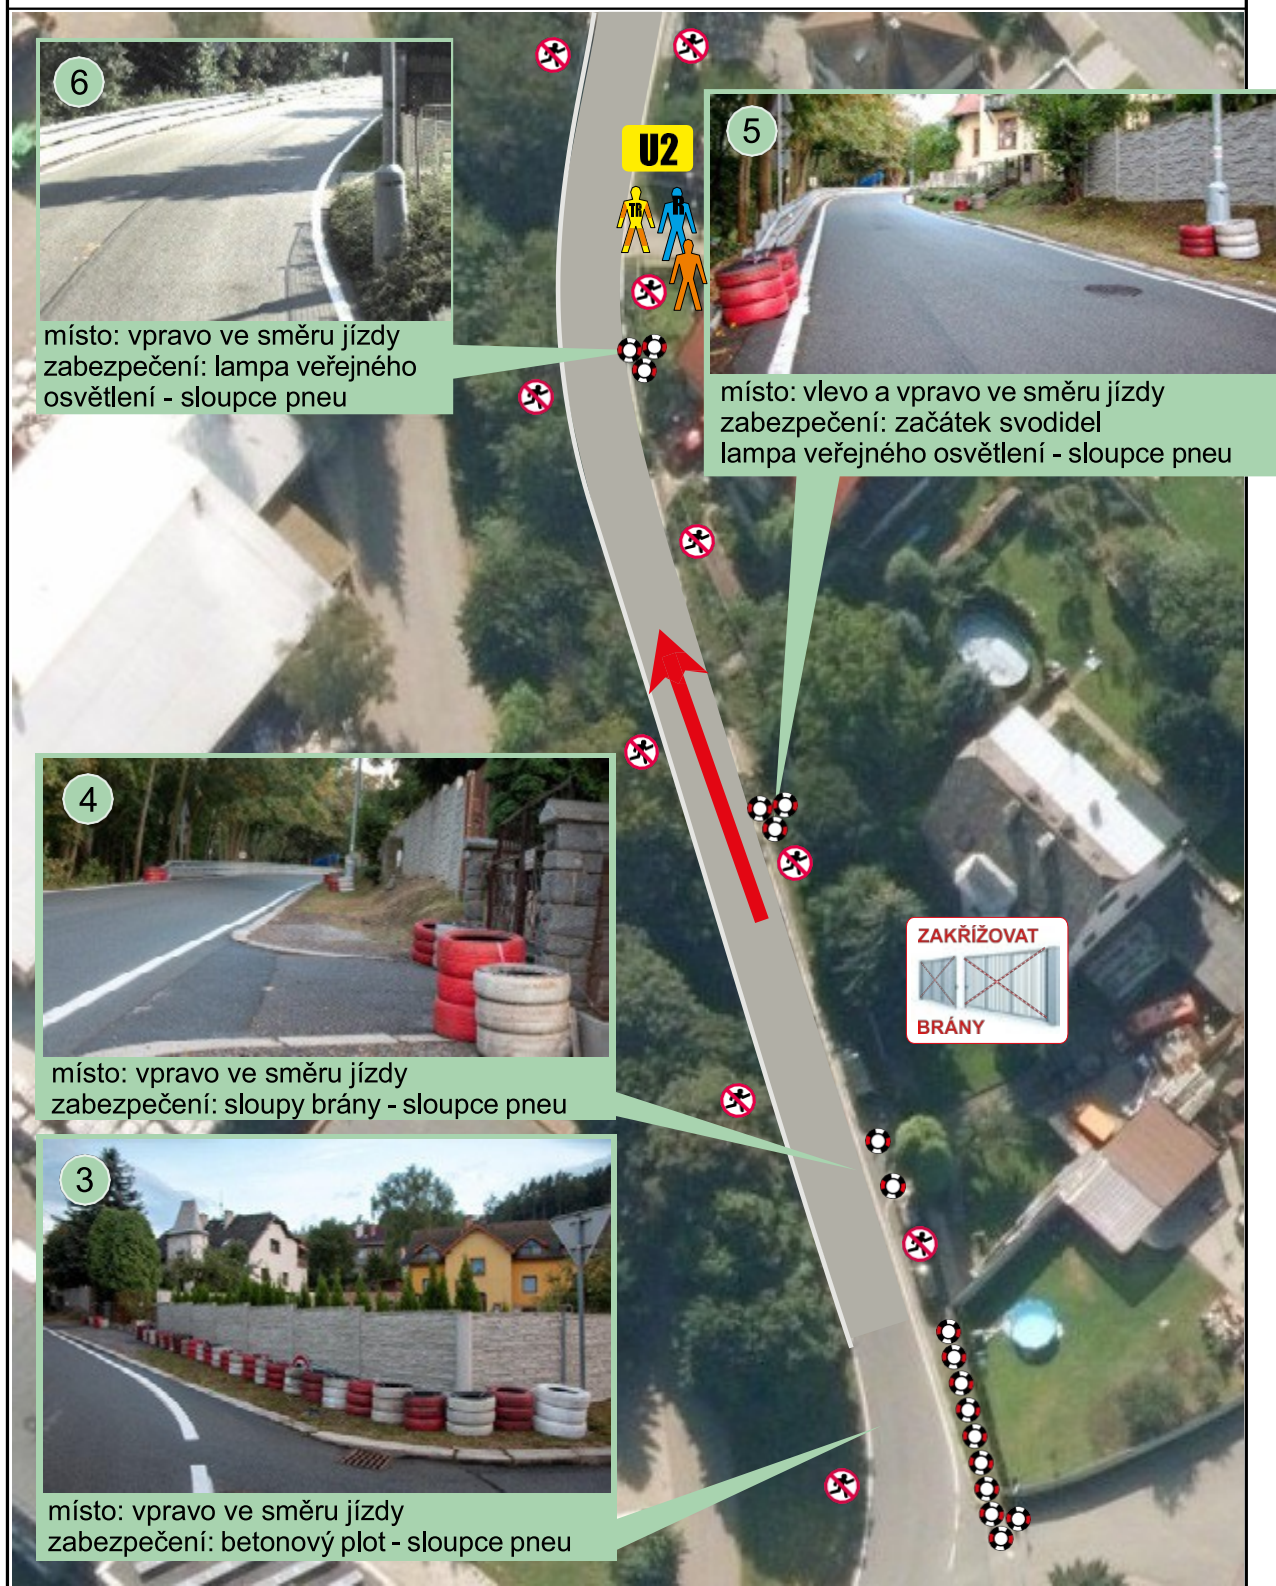 6
místo: vpravo ve směru jízdy
zabezpečení: lampa veřejného
osvětlení - sloupce pneu
U2
TR
R
5
místo: vlevo a vpravo ve směru jízdy
zabezpečení: začátek svodidel
lampa veřejného osvětlení - sloupce pneu
4
místo: vpravo ve směru jízdy
zabezpečení: sloupy brány - sloupce pneu
ZAKŘÍŽOVAT
BRÁNY
3
místo: vpravo ve směru jízdy
zabezpečení: betonový plot - sloupce pneu